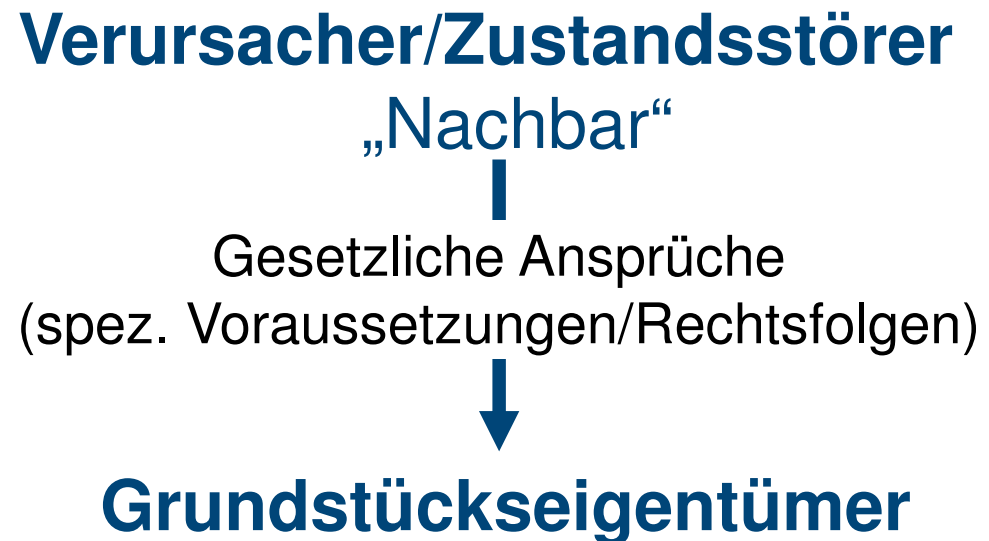 Verursacher/Zustandsstörer
„Nachbar“
Gesetzliche Ansprüche
(spez. Voraussetzungen/Rechtsfolgen)
Grundstückseigentümer